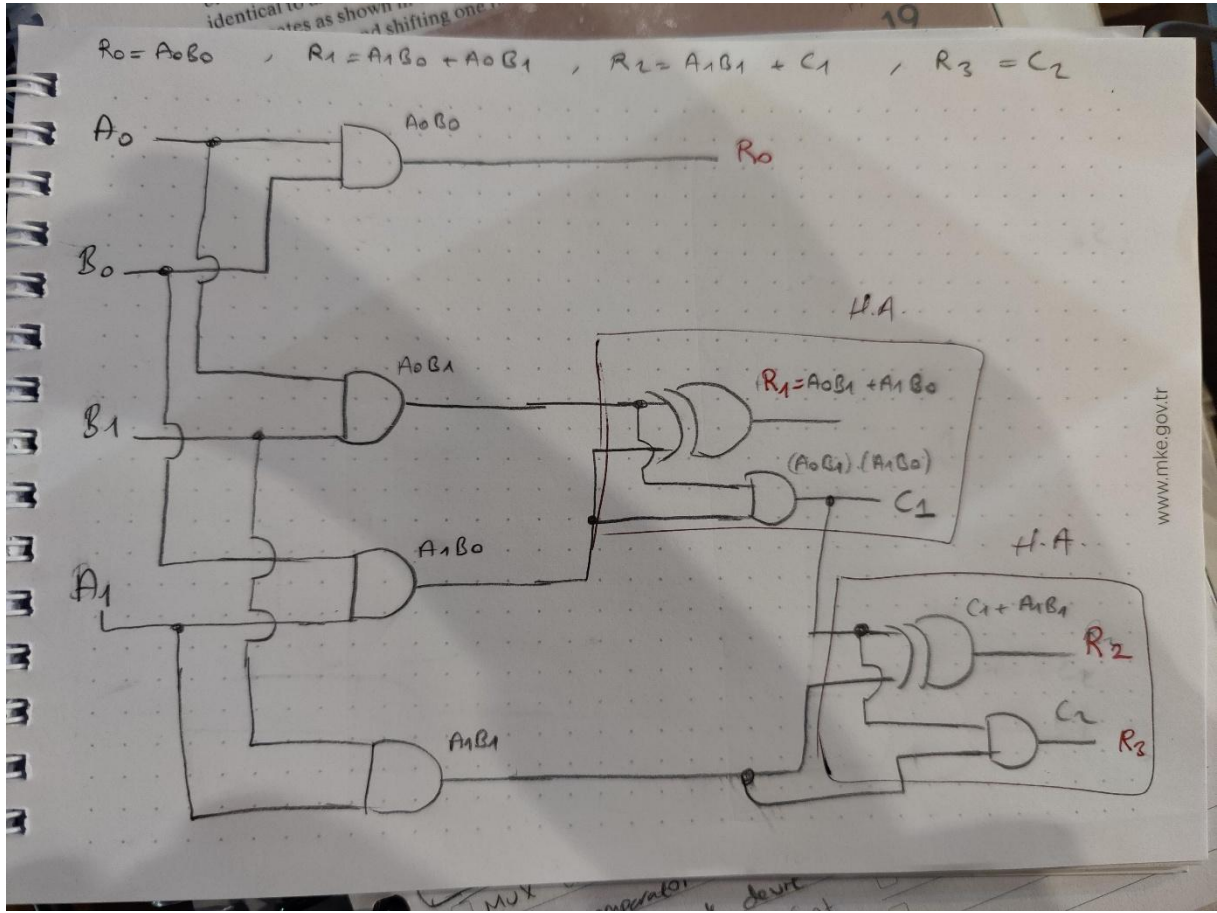 identical to
ates as shown
d shifting one
19
R0 = A0B0 , R1 = A1B0 + A0B1 , R2 = A1B1 + C1 , R3 = C2
A0
A0B0
R0
B0
H.A.
A0B1
R1 = A0B1 + A1B0
B1
(A0B1).(A1B0)
C1
www.mke.gov.tr
A1B0
H.A.
A1
C1 + A1B1
R2
C2
A1B1
R3
MUX
devre